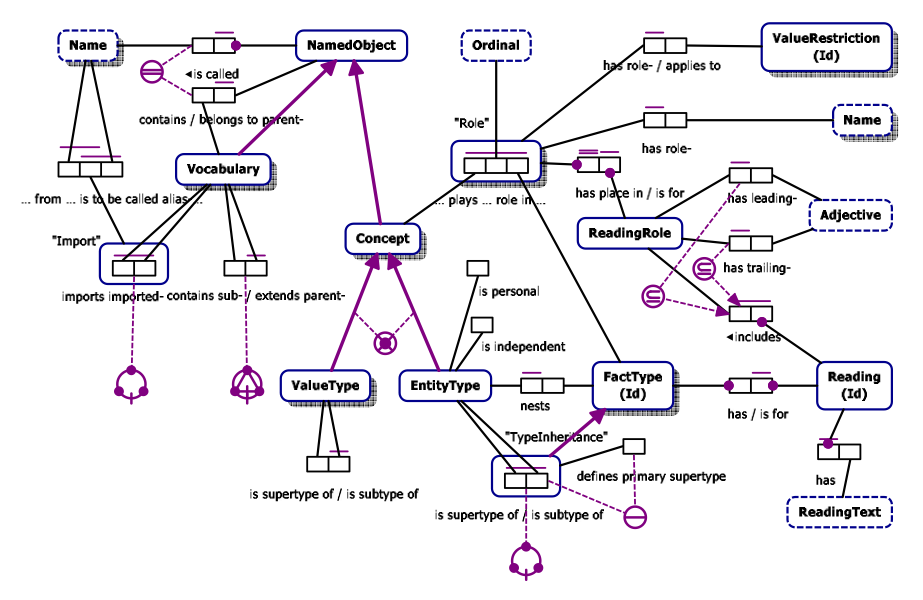 Name
NamedObject
Ordinal
ValueRestriction
(Id)
◄is called
has role- / applies to
contains / belongs to parent-
"Role"
Name
has role-
Vocabulary
... from ... is to be called alias ...
... plays ... role in ...
has place in / is for
has leading-
Adjective
"Import"
Concept
ReadingRole
has trailing-
imports imported-
contains sub- / extends parent-
is personal
is independent
◄includes
ValueType
EntityType
nests
FactType
(Id)
has / is for
Reading
(Id)
"TypeInheritance"
is supertype of / is subtype of
defines primary supertype
has
is supertype of / is subtype of
ReadingText